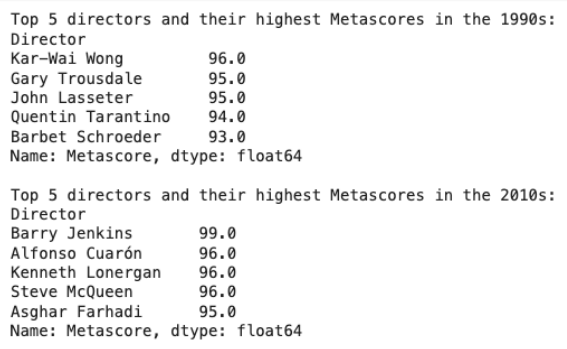 Top 5 directors and their highest Metascores in the 1990s:
Director
Kar-Wai Wong         96.0
Gary Trousdale       95.0
John Lasseter        95.0
Quentin Tarantino    94.0
Barbet Schroeder     93.0
Name: Metascore, dtype: float64

Top 5 directors and their highest Metascores in the 2010s:
Director
Barry Jenkins       99.0
Alfonso Cuarón      96.0
Kenneth Lonergan    96.0
Steve McQueen       96.0
Asghar Farhadi      95.0
Name: Metascore, dtype: float64